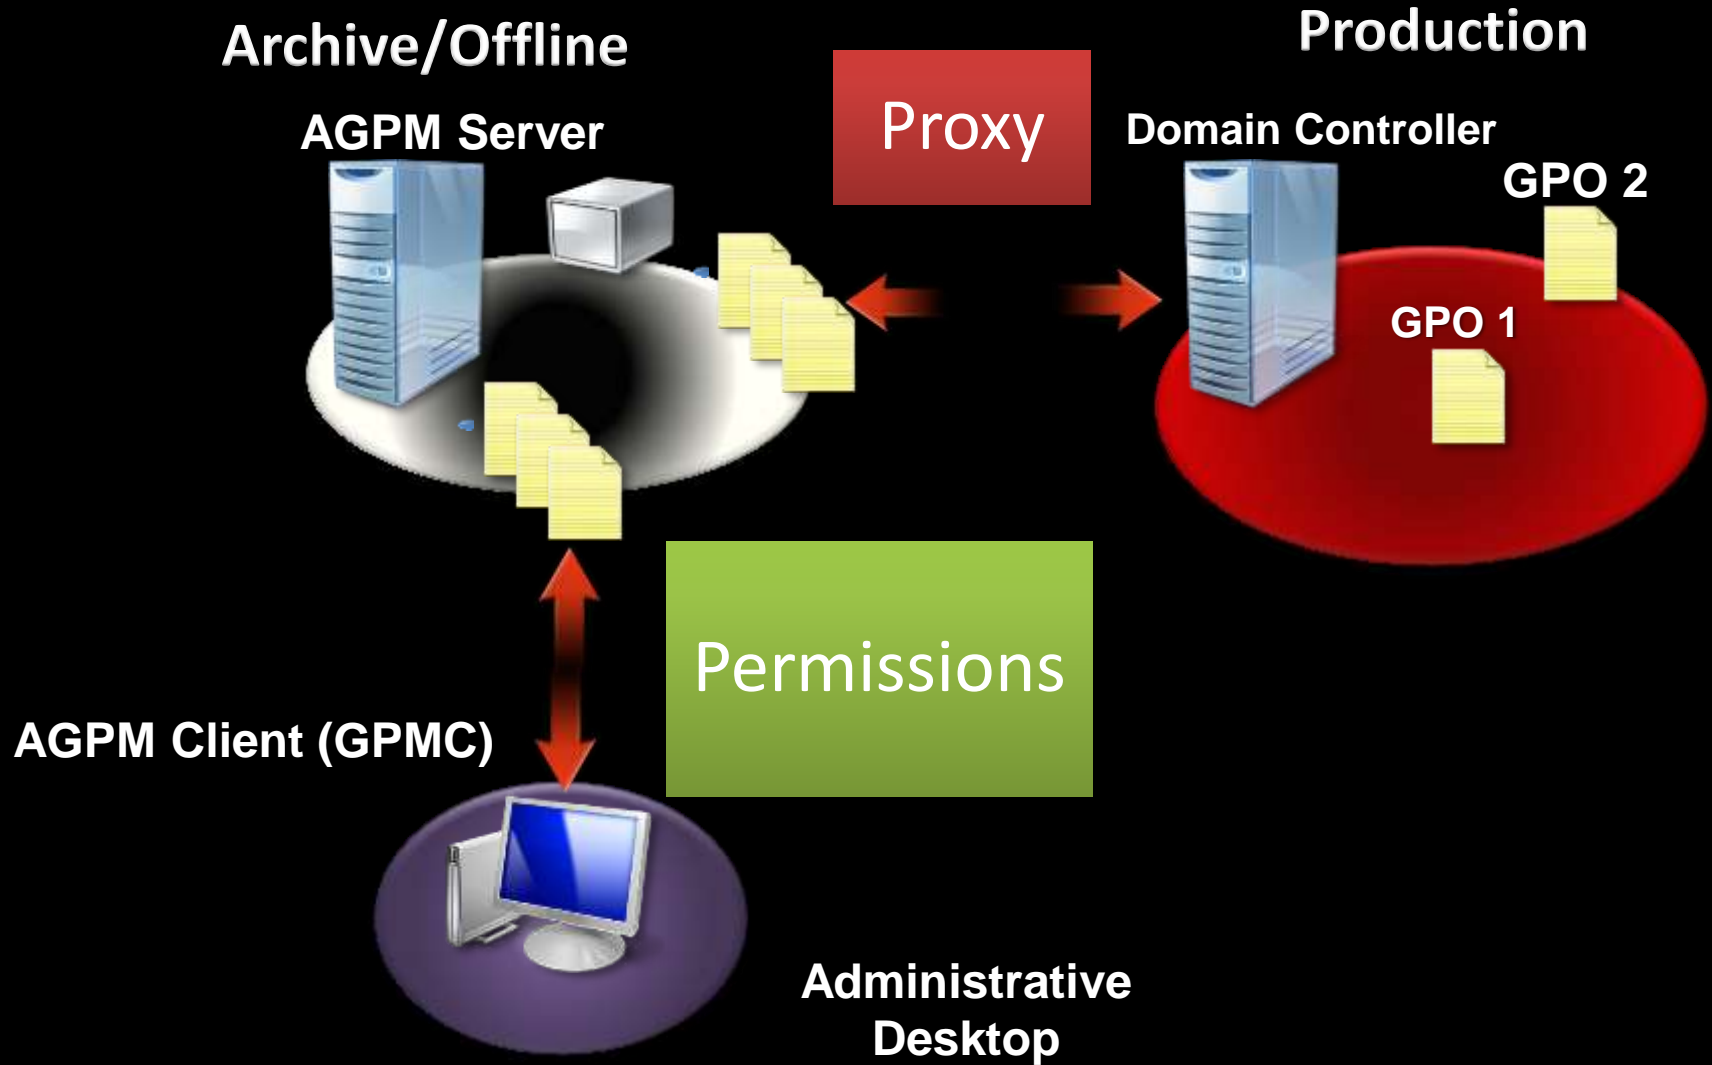 Archive/Offline
Production
AGPM Server
Proxy
Domain Controller
GPO 2
GPO 1
Permissions
AGPM Client (GPMC)
Administrative
Desktop